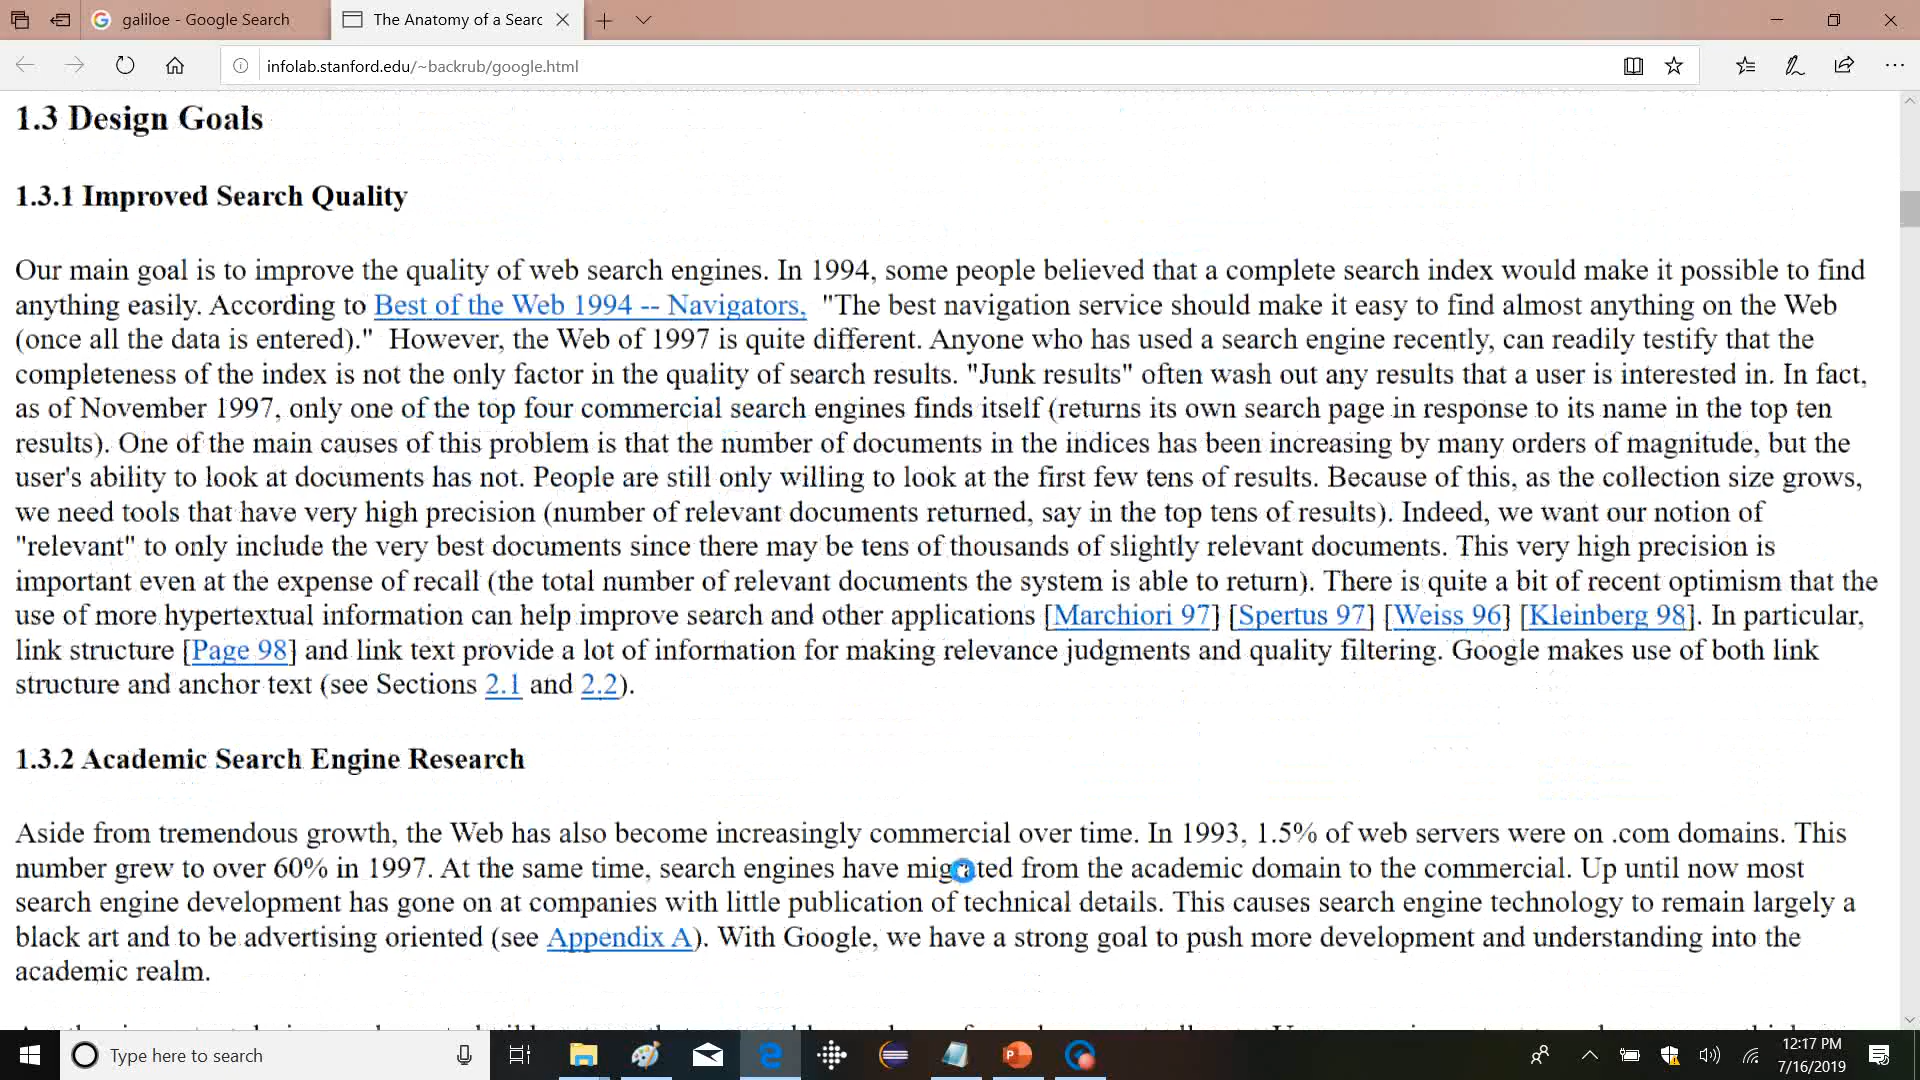 galiloe - Google Search
The Anatomy of a Searc
infolab.stanford.edu/~backrub/google.html
1.3 Design Goals
1.3.1 Improved Search Quality
Our main goal is to improve the quality of web search engines. In 1994, some people believed that a complete search index would make it possible to find
anything easily. According to Best of the Web 1994 -- Navigators, "The best navigation service should make it easy to find almost anything on the Web
(once all the data is entered)." However, the Web of 1997 is quite different. Anyone who has used a search engine recently, can readily testify that the
completeness of the index is not the only factor in the quality of search results. "Junk results" often wash out any results that a user is interested in. In fact,
as of November 1997, only one of the top four commercial search engines finds itself (returns its own search page in response to its name in the top ten
results). One of the main causes of this problem is that the number of documents in the indices has been increasing by many orders of magnitude, but the
user's ability to look at documents has not. People are still only willing to look at the first few tens of results. Because of this, as the collection size grows,
we need tools that have very high precision (number of relevant documents returned, say in the top tens of results). Indeed, we want our notion of
"relevant" to only include the very best documents since there may be tens of thousands of slightly relevant documents. This very high precision is
important even at the expense of recall (the total number of relevant documents the system is able to return). There is quite a bit of recent optimism that the
use of more hypertextual information can help improve search and other applications [Marchiori 97] [Spertus 97] [Weiss 96] [Kleinberg 98]. In particular,
link structure [Page 98] and link text provide a lot of information for making relevance judgments and quality filtering. Google makes use of both link
structure and anchor text (see Sections 2.1 and 2.2).
1.3.2 Academic Search Engine Research
Aside from tremendous growth, the Web has also become increasingly commercial over time. In 1993, 1.5% of web servers were on .com domains. This
number grew to over 60% in 1997. At the same time, search engines have migrated from the academic domain to the commercial. Up until now most
search engine development has gone on at companies with little publication of technical details. This causes search engine technology to remain largely a
black art and to be advertising oriented (see Appendix A). With Google, we have a strong goal to push more development and understanding into the
academic realm.
Type here to search
12:17 PM
7/16/2019